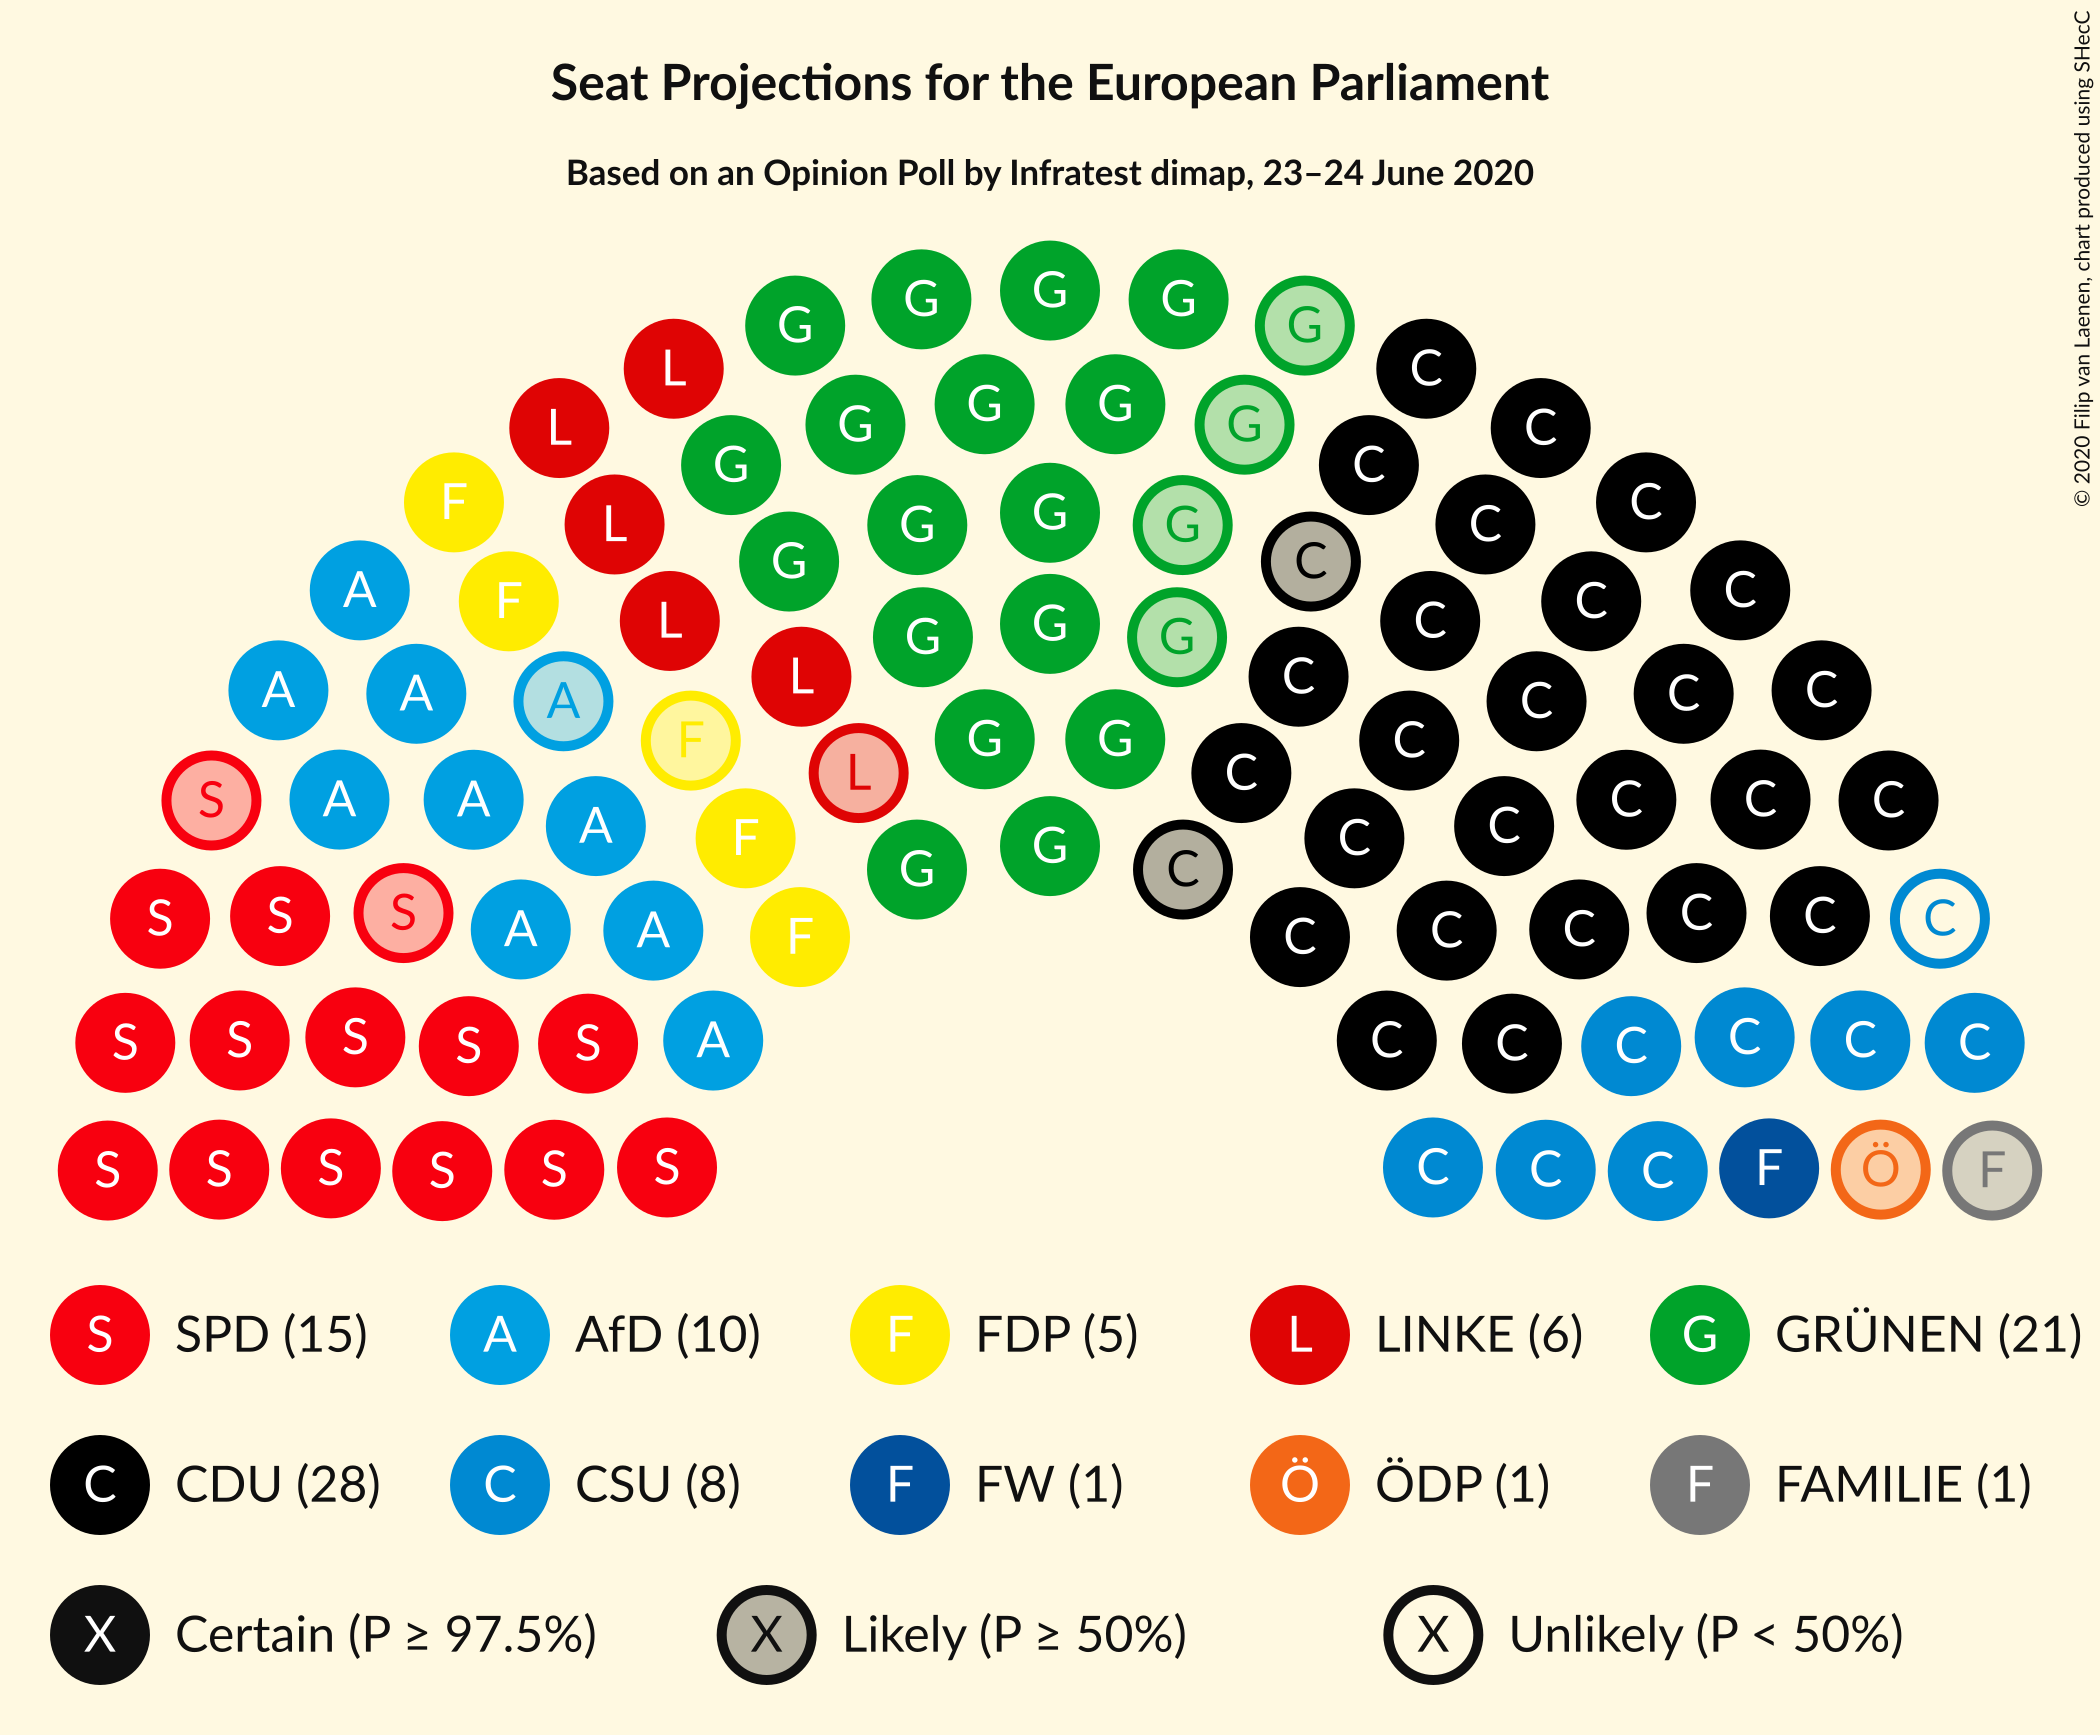 © 2020 Filip van Laenen, chart produced using SHecC
Seat Projections for the European Parliament
Based on an Opinion Poll by Infratest dimap, 23–24 June 2020
G G G G G
L C
L G G G G C
G C
F L G G G C C
A F G C C C
L G G G C
A A A L C C C C
F G G C
S A A L C C C C
A F G C C
G C
S S S A A F C C C C C C
S S S S S A C C C C C C
S S S S S S C C C F Ö F
S SPD (15) A AfD (10) F FDP (5) L LINKE (6) G GRÜNEN (21)
C CDU (28) C CSU (8) F FW (1) Ö ÖDP (1) F FAMILIE (1)
X Certain (P ≥ 97.5%) X Likely (P ≥ 50%) X Unlikely (P < 50%)